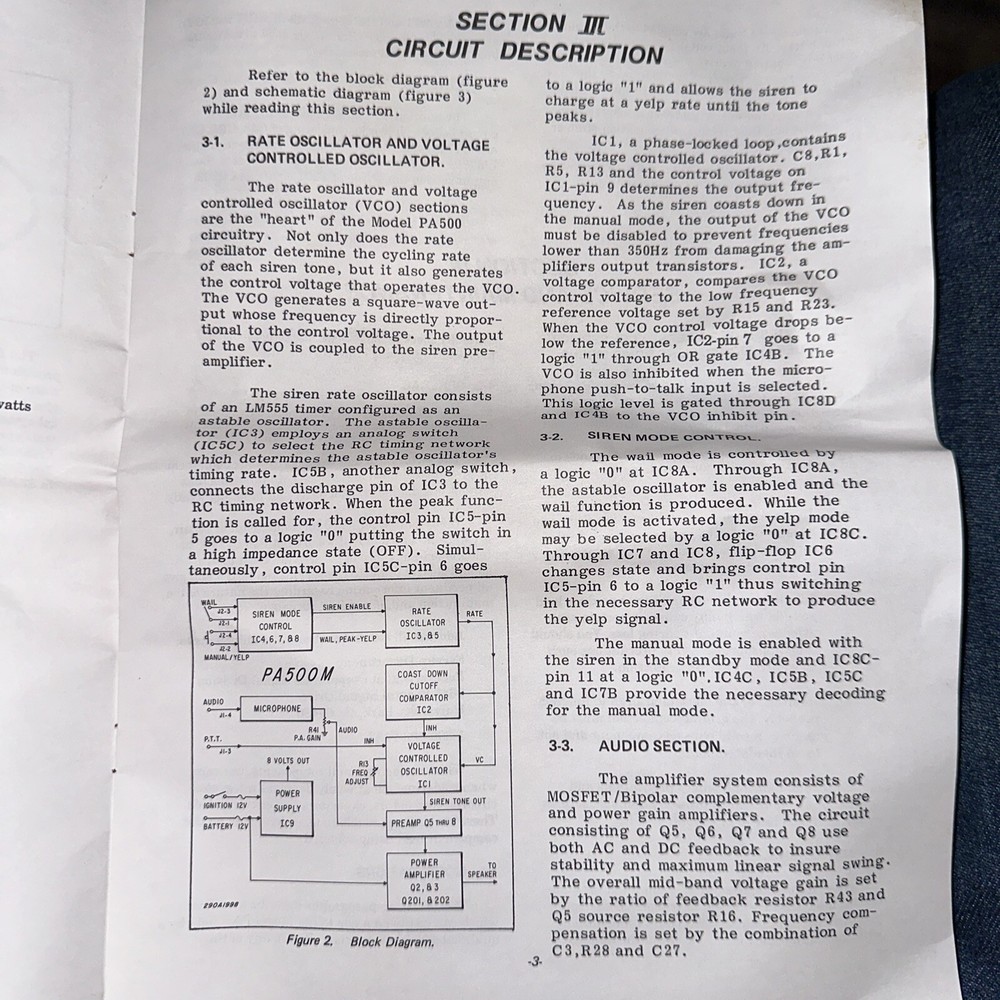 SECTION III
CIRCUIT DESCRIPTION
Refer to the block diagram (figure
2) and schematic diagram (figure 3)
while reading this section.
3-1. RATE OSCILLATOR AND VOLTAGE
CONTROLLED OSCILLATOR.
The rate oscillator and voltage
controlled oscillator (VCO) sections
are the "heart" of the Model PA500
circuitry. Not only does the rate
oscillator determine the cycling rate
of each siren tone, but it also generates
the control voltage that operates the VCO.
The VCO generates a square-wave out-
put whose frequency is directly propor-
tional to the control voltage. The output
of the VCO is coupled to the siren pre-
amplifier.
The siren rate oscillator consists
of an LM555 timer configured as an
astable oscillator. The astable oscilla-
tor (IC3) employs an analog switch
(IC5C) to select the RC timing network
which determines the astable oscillator's
timing rate. IC5B, another analog switch,
connects the discharge pin of IC3 to the
RC timing network. When the peak func-
tion is called for, the control pin IC5-pin
5 goes to a logic "0" putting the switch in
a high impedance state (OFF). Simul-
taneously, control pin IC5C-pin 6 goes
WAIL
J2-3
J2-1
J2-4
J2-2
MANUAL/YELP
SIREN MODE
CONTROL
IC4,6,7,&8
SIREN ENABLE
WAIL, PEAK-YELP
RATE
OSCILLATOR
IC3,&5
RATE
PA500M
COAST DOWN
CUTOFF
COMPARATOR
IC2
AUDIO
J1-4
MICROPHONE
R41
P.A. GAIN
AUDIO
INH
P.T.T.
J1-3
INH
VOLTAGE
CONTROLLED
OSCILLATOR
IC1
VC
R13
FREQ
ADJUST
8 VOLTS OUT
POWER
SUPPLY
IC9
IGNITION 12V
BATTERY 12V
SIREN TONE OUT
PREAMP Q5 THRU 8
POWER
AMPLIFIER
Q2,&3
Q201, & 202
TO
SPEAKER
290A1998
Figure 2. Block Diagram.
to a logic "1" and allows the siren to
charge at a yelp rate until the tone
peaks.
IC1, a phase-locked loop, contains
the voltage controlled oscillator. C8,R1,
R5, R13 and the control voltage on
IC1-pin 9 determines the output fre-
quency. As the siren coasts down in
the manual mode, the output of the VCO
must be disabled to prevent frequencies
lower than 350Hz from damaging the am-
plifiers output transistors. IC2, a
voltage comparator, compares the VCO
control voltage to the low frequency
reference voltage set by R15 and R23.
When the VCO control voltage drops be-
low the reference, IC2-pin 7 goes to a
logic "1" through OR gate IC4B. The
VCO is also inhibited when the micro-
phone push-to-talk input is selected.
This logic level is gated through IC8D
and IC4B to the VCO inhibit pin.
3-2. SIREN MODE CONTROL.
The wail mode is controlled by
a logic "0" at IC8A. Through IC8A,
the astable oscillator is enabled and the
wail function is produced. While the
wail mode is activated, the yelp mode
may be selected by a logic "0" at IC8C.
Through IC7 and IC8, flip-flop IC6
changes state and brings control pin
IC5-pin 6 to a logic "1" thus switching
in the necessary RC network to produce
the yelp signal.
The manual mode is enabled with
the siren in the standby mode and IC8C-
pin 11 at a logic "0". IC4C, IC5B, IC5C
and IC7B provide the necessary decoding
for the manual mode.
3-3. AUDIO SECTION.
The amplifier system consists of
MOSFET/Bipolar complementary voltage
and power gain amplifiers. The circuit
consisting of Q5, Q6, Q7 and Q8 use
both AC and DC feedback to insure
stability and maximum linear signal swing.
The overall mid-band voltage gain is set
by the ratio of feedback resistor R43 and
Q5 source resistor R16. Frequency com-
pensation is set by the combination of
C3,R28 and C27.
-3-